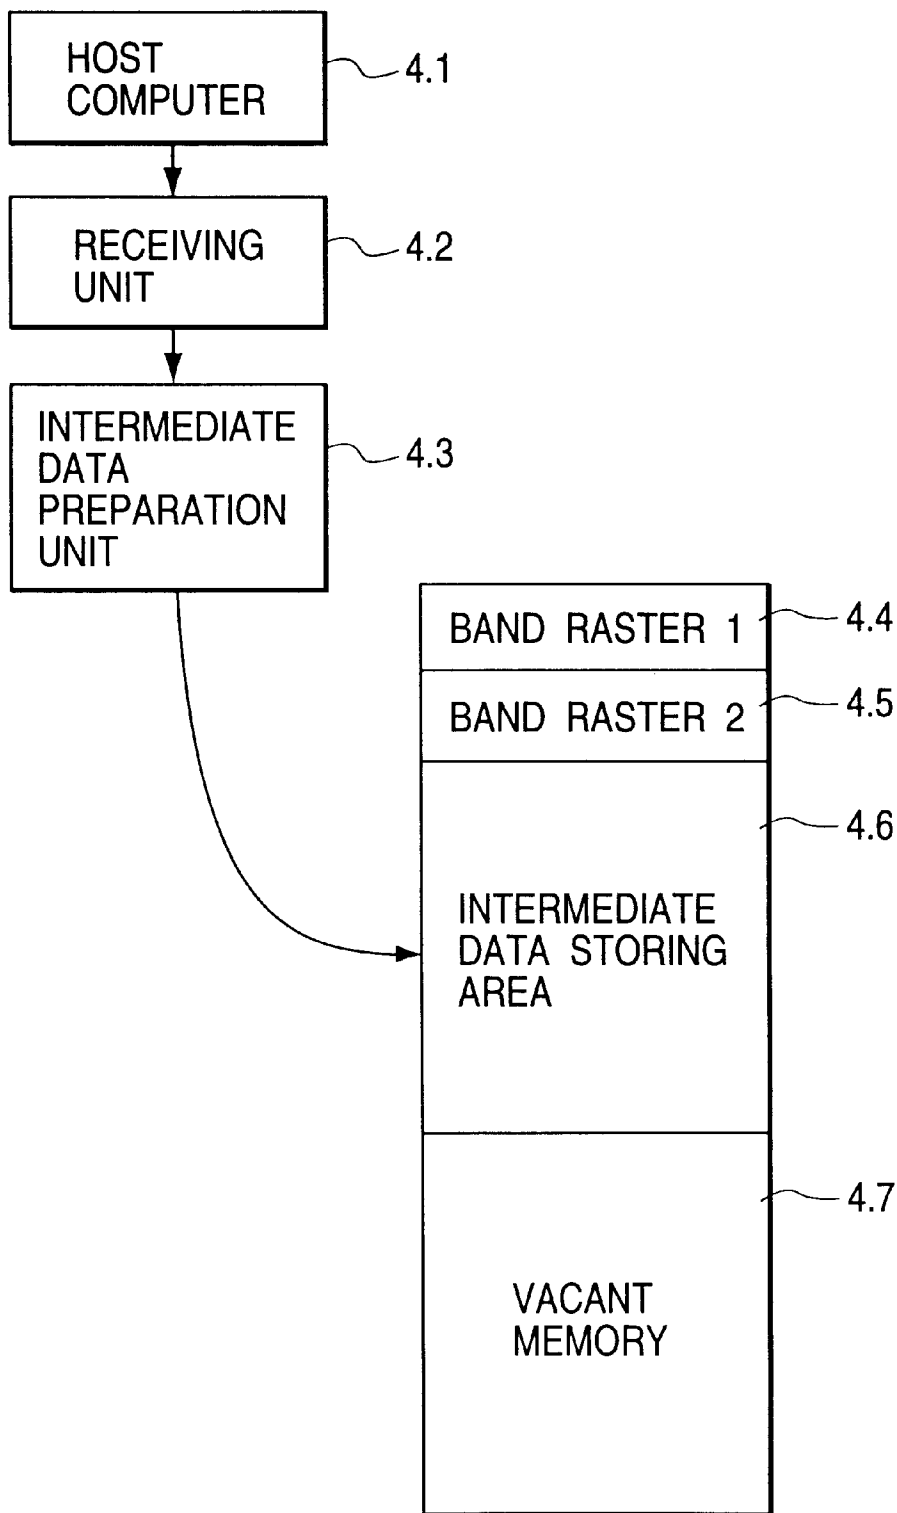 HOST
COMPUTER
4.1
RECEIVING
UNIT
4.2
INTERMEDIATE
DATA
PREPARATION
UNIT
4.3
BAND RASTER 1
4.4
BAND RASTER 2
4.5
4.6
INTERMEDIATE
DATA STORING
AREA
4.7
VACANT
MEMORY